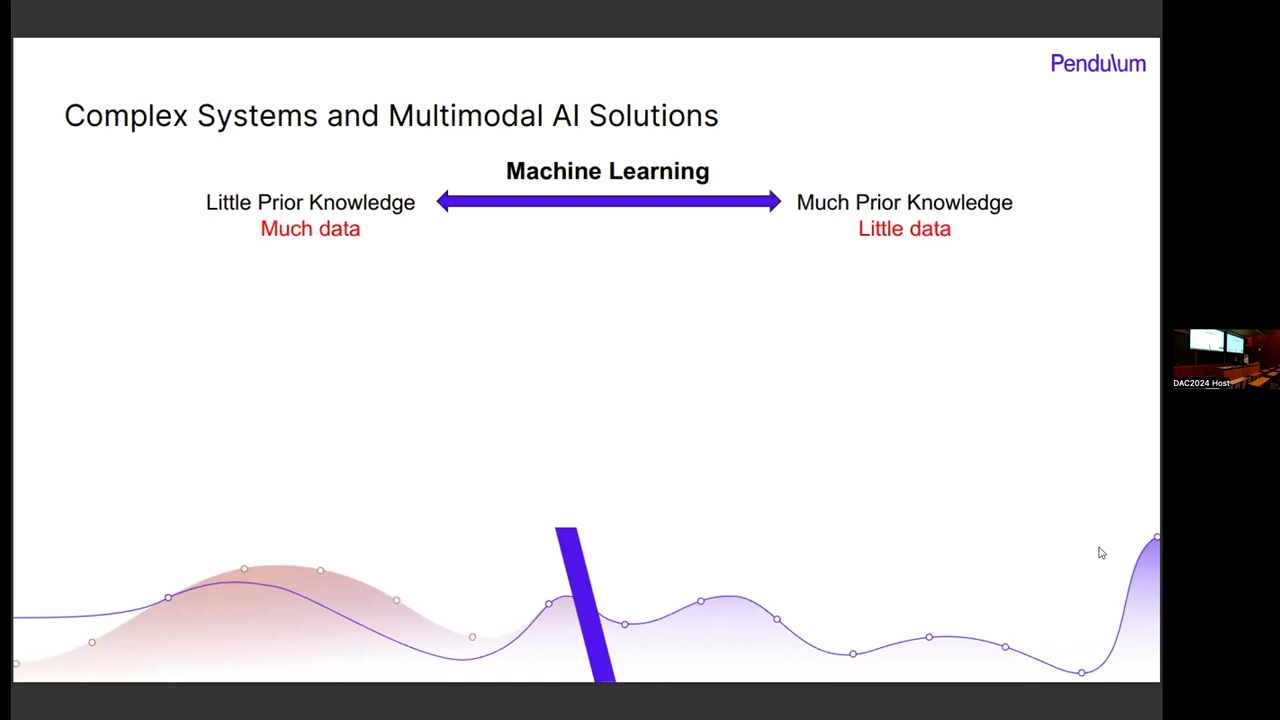 Pendulum
Complex Systems and Multimodal AI Solutions
Machine Learning
Little Prior Knowledge
Much data
Much Prior Knowledge
Little data
DAC2024 Host